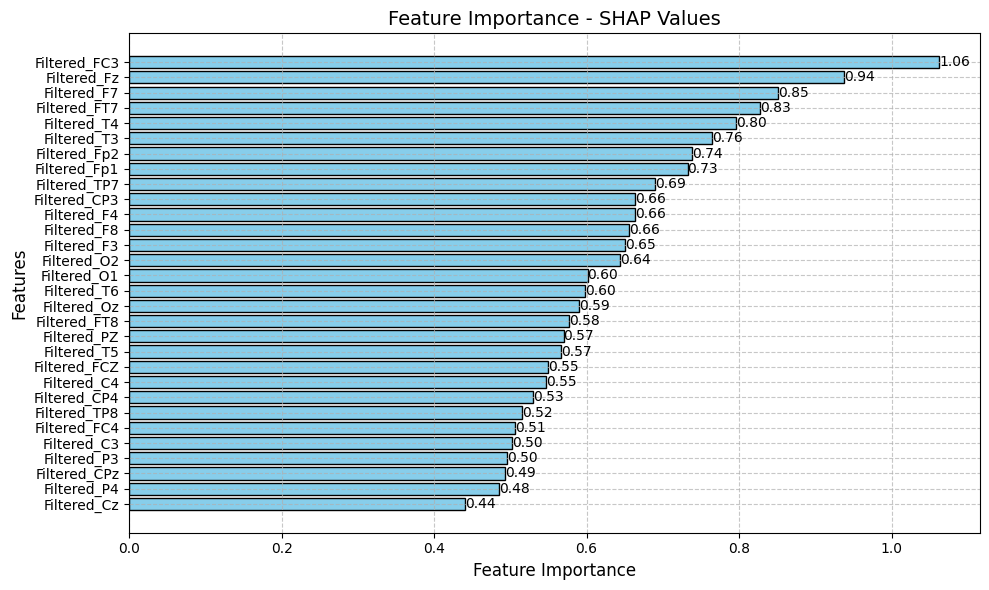 Feature Importance - SHAP Values
Features
Filtered_FC3 1.06
Filtered_Fz 0.94
Filtered_F7 0.85
Filtered_FT7 0.83
Filtered_T4 0.80
Filtered_T3 0.76
Filtered_Fp2 0.74
Filtered_Fp1 0.73
Filtered_TP7 0.69
Filtered_CP3 0.66
Filtered_F4 0.66
Filtered_F8 0.66
Filtered_F3 0.65
Filtered_O2 0.64
Filtered_O1 0.60
Filtered_T6 0.60
Filtered_Oz 0.59
Filtered_FT8 0.58
Filtered_PZ 0.57
Filtered_T5 0.57
Filtered_FCZ 0.55
Filtered_C4 0.55
Filtered_CP4 0.53
Filtered_TP8 0.52
Filtered_FC4 0.51
Filtered_C3 0.50
Filtered_P3 0.50
Filtered_CPz 0.49
Filtered_P4 0.48
Filtered_Cz 0.44
0.0 0.2 0.4 0.6 0.8 1.0
Feature Importance